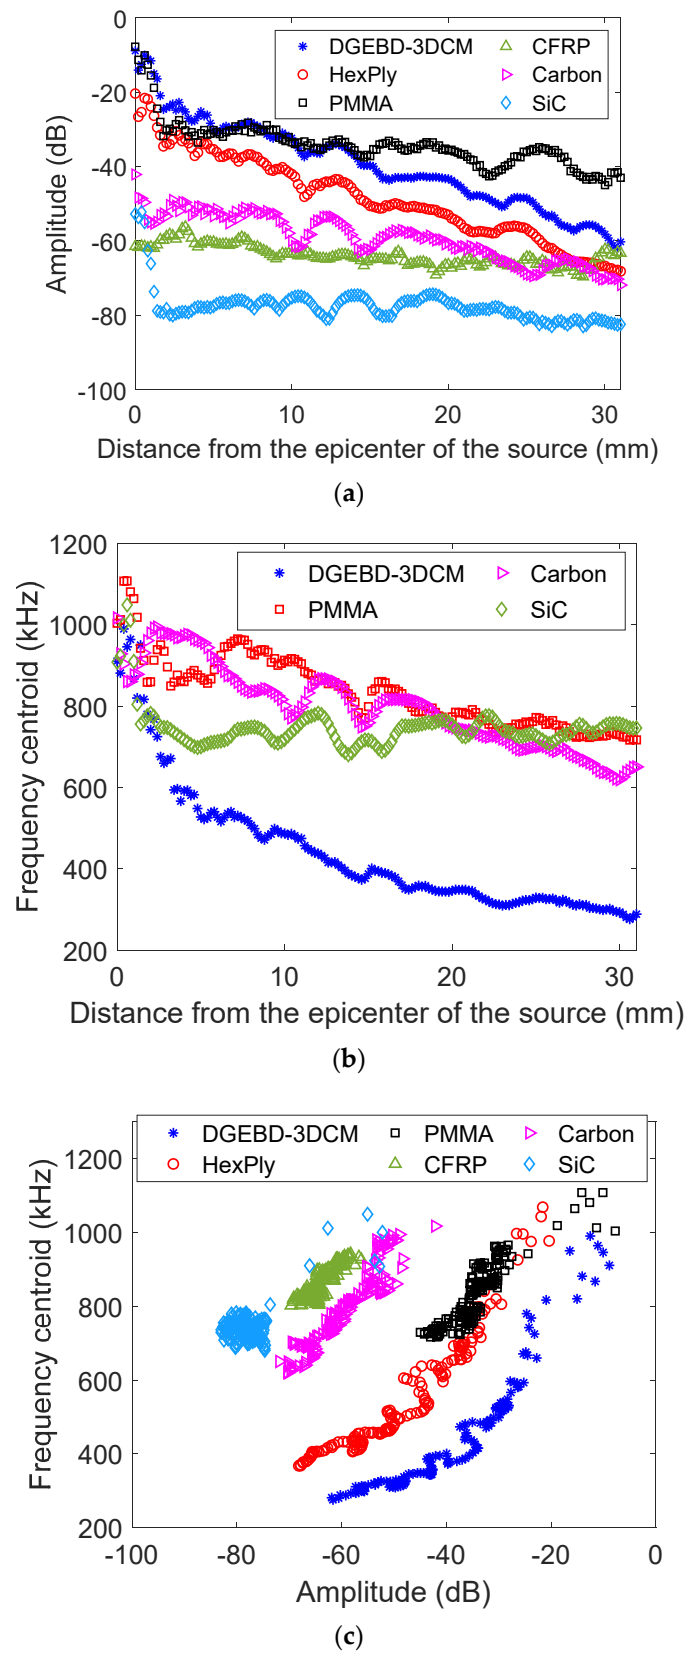 0
-20
-40
-60
-80
-100
Amplitude (dB)
DGEBD-3DCM
HexPly
PMMA
CFRP
Carbon
SiC
0
10
20
30
Distance from the epicenter of the source (mm)
(a)
1200
1000
800
600
400
200
Frequency centroid (kHz)
DGEBD-3DCM
PMMA
Carbon
SiC
0
10
20
30
Distance from the epicenter of the source (mm)
(b)
1200
1000
800
600
400
200
Frequency centroid (kHz)
DGEBD-3DCM
HexPly
PMMA
CFRP
Carbon
SiC
-100
-80
-60
-40
-20
0
Amplitude (dB)
(c)